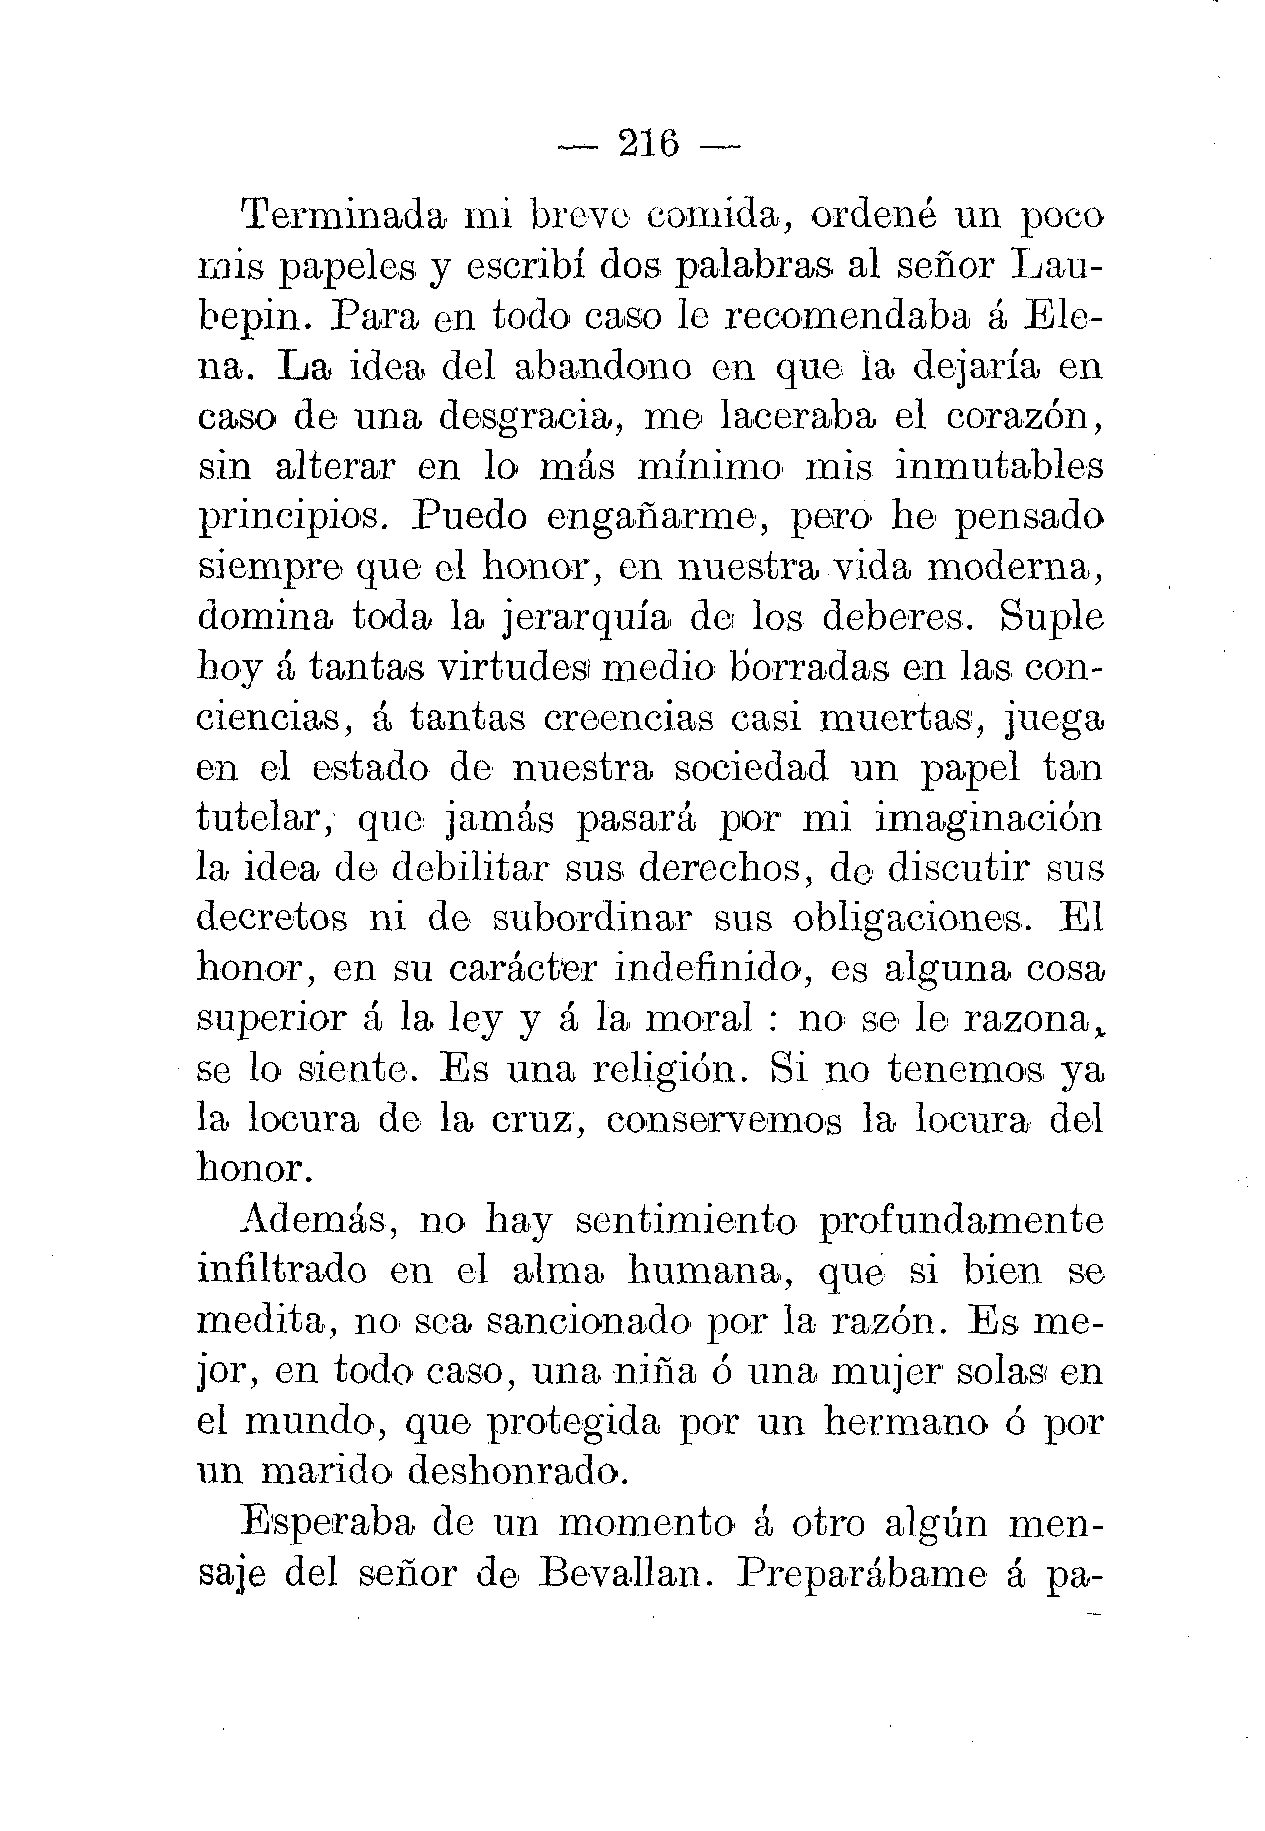 — 216 —
Terminada mi breve comida, ordené un poco
mis papeles y escribí dos palabras al señor Lau-
bepin. Para en todo caso le recomendaba á Ele-
na. La idea del abandono en que la dejaría en
caso de una desgracia, me laceraba el corazón,
sin alterar en lo más mínimo mis inmutables
principios. Puedo engañarme, pero he pensado
siempre que el honor, en nuestra vida moderna,
domina toda la jerarquía de los deberes. Suple
hoy á tantas virtudes medio borradas en las con-
ciencias, á tantas creencias casi muertas, juega
en el estado de nuestra sociedad un papel tan
tutelar, que jamás pasará por mi imaginación
la idea de debilitar sus derechos, de discutir sus
decretos ni de subordinar sus obligaciones. El
honor, en su carácter indefinido, es alguna cosa
superior á la ley y á la moral : no se le razona,
se lo siente. Es una religión. Si no tenemos ya
la locura de la cruz, conservemos la locura del
honor.
Además, no hay sentimiento profundamente
infiltrado en el alma humana, que si bien se
medita, no sea sancionado por la razón. Es me-
jor, en todo caso, una niña ó una mujer solas en
el mundo, que protegida por un hermano ó por
un marido deshonrado.
Esperaba de un momento á otro algún men-
saje del señor de Bevallan. Preparábame á pa-